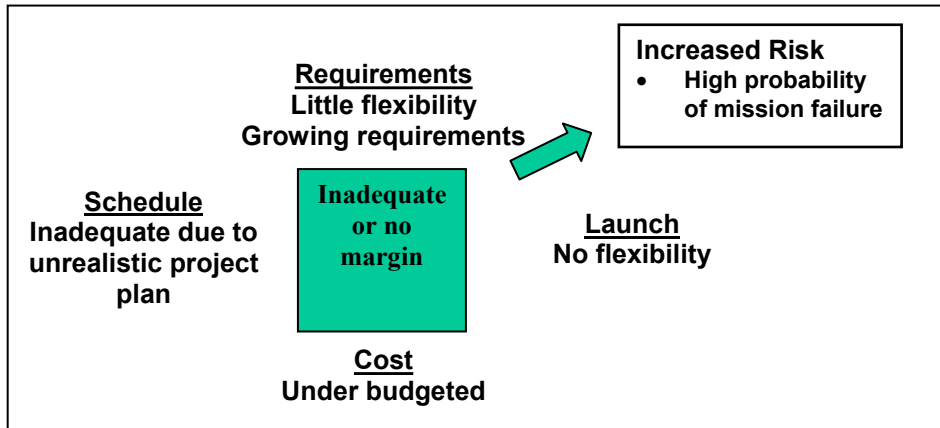 Increased Risk
• High probability
of mission failure
Requirements
Little flexibility
Growing requirements
Schedule
Inadequate due to
unrealistic project
plan
Inadequate
or no
margin
Launch
No flexibility
Cost
Under budgeted